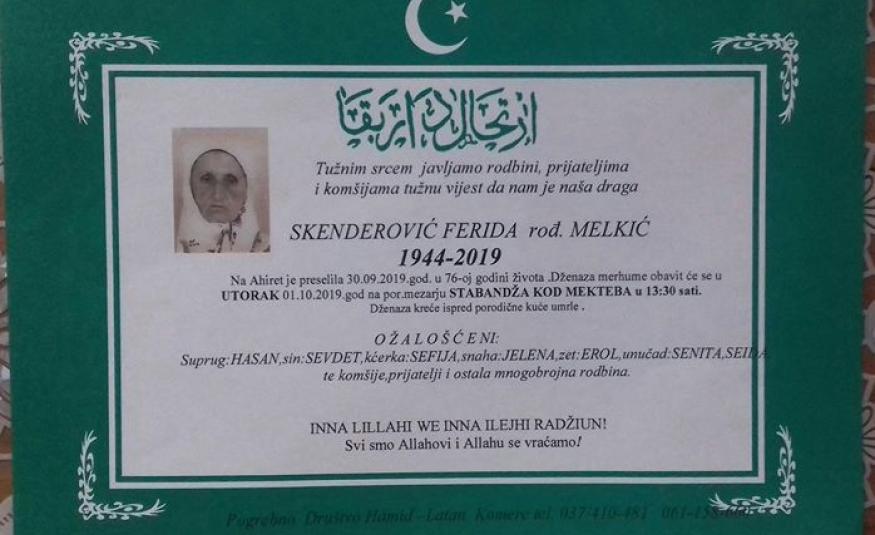 ارتحال دار بقا
Tužnim srcem javljamo rodbini, prijateljima
i komšijama tužnu vijest da nam je naša draga
SKENDEROVIĆ FERIDA rođ. MELKIĆ
1944-2019
Na Ahiret je preselila 30.09.2019.god. u 76-oj godini života .Dženaza merhume obavit će se u
UTORAK 01.10.2019.god na por.mezarju STABANDŽA KOD MEKTEBA u 13:30 sati.
Dženaza kreće ispred porodične kuće umrle .
OŽALOŠĆENI:
Suprug:HASAN,sin:SEVDET,kćerka:SEFIJA,snaha:JELENA,zet:EROL,unučad:SENITA,SEIDA
te komšije,prijatelji i ostala mnogobrojna rodbina.
INNA LILLAHI WE INNA ILEJHI RADŽIUN!
Svi smo Allahovi i Allahu se vraćamo!
Pogrebno Društvo Hamid -Latan Komerc tel. 037/410-481